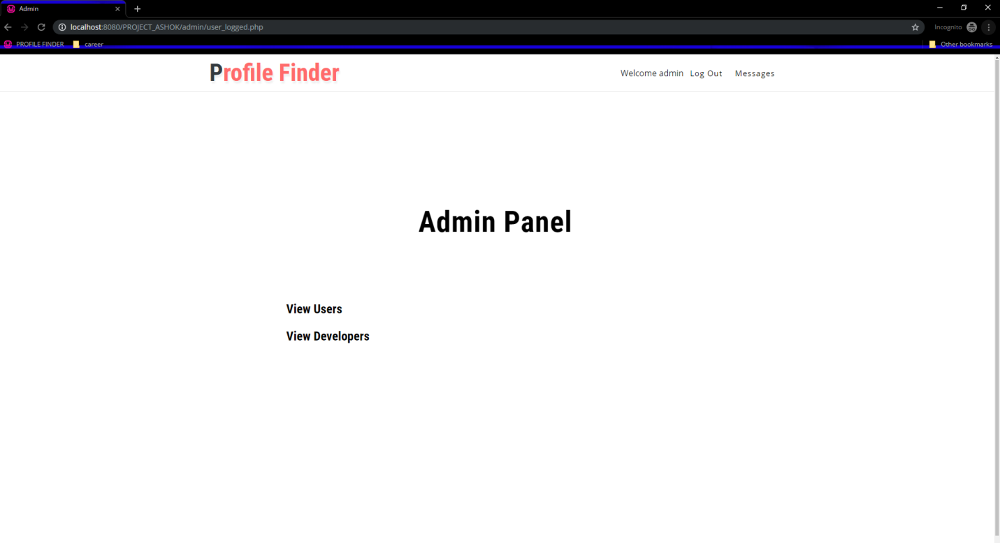 Admin
localhost:8080/PROJECT_ASHOK/admin/user_logged.php
Incognito
PROFILE FINDER career Other bookmarks
Profile Finder Welcome admin Log Out Messages
Admin Panel
View Users
View Developers